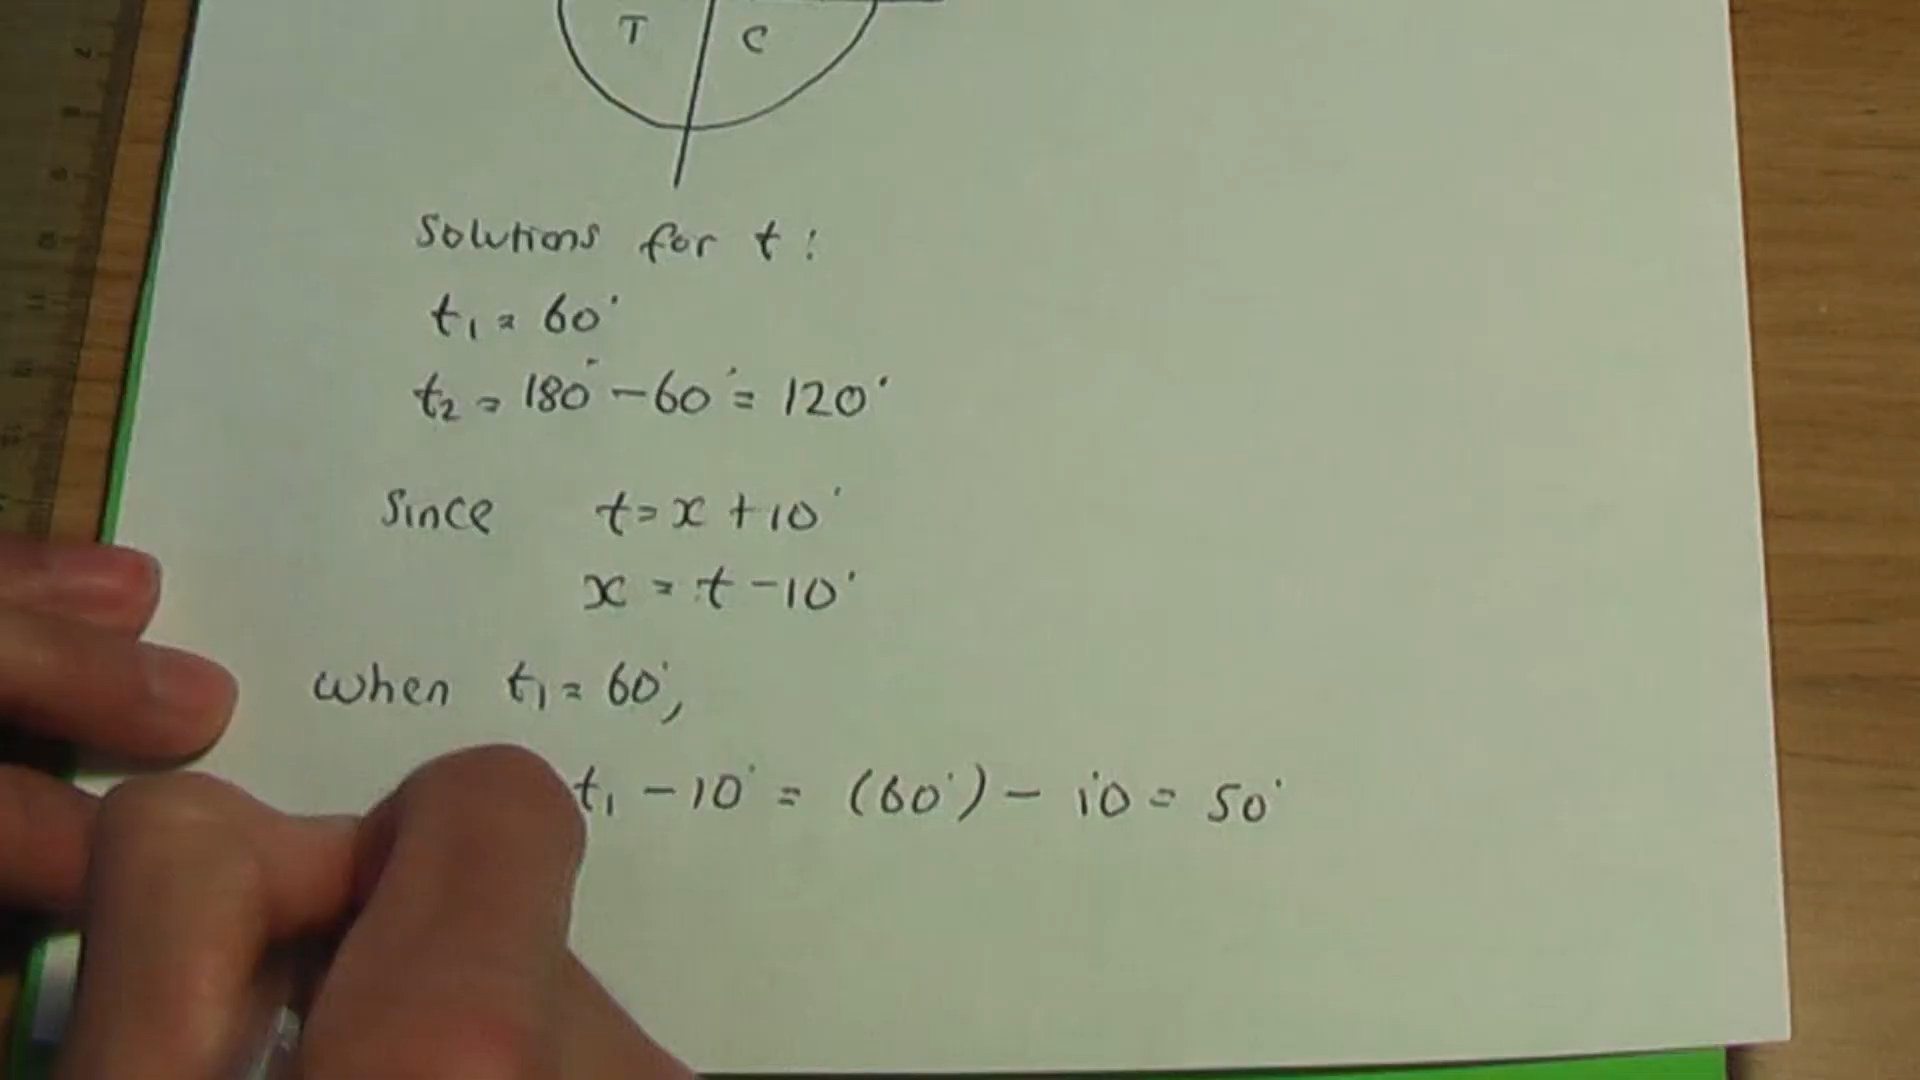 T C
Solutions for t:
t₁ = 60°
t₂ = 180° - 60° = 120°
Since t = x + 10°
x = t - 10°
when t₁ = 60°,
t₁ - 10° = (60°) - 10 = 50°